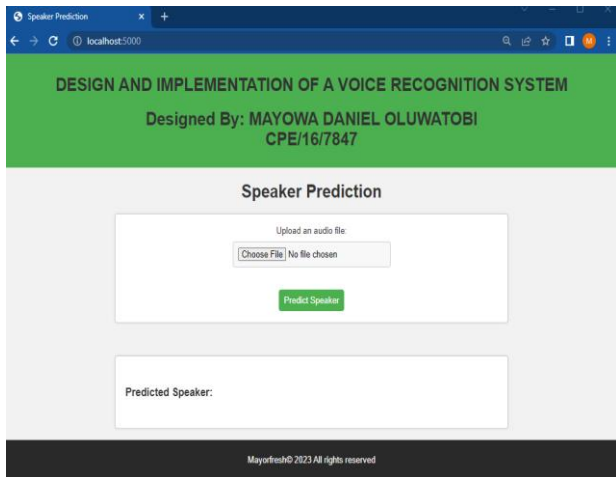 Speaker Prediction
localhost:5000
M
DESIGN AND IMPLEMENTATION OF A VOICE RECOGNITION SYSTEM
Designed By: MAYOWA DANIEL OLUWATOBI
CPE/16/7847
Speaker Prediction
Upload an audio file:
Choose File No file chosen
Predict Speaker
Predicted Speaker:
Mayorfresh© 2023 All rights reserved